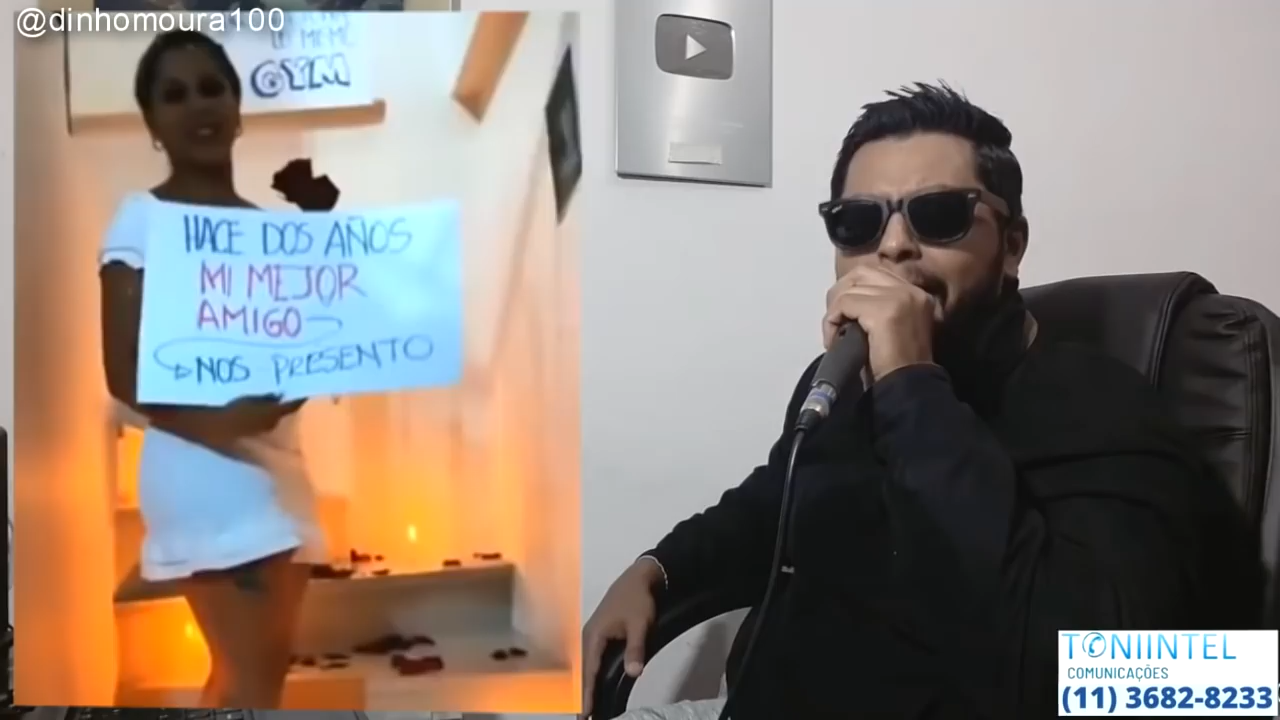 @dinhomoura100
GYM
HACE DOS AÑOS
MI MEJOR
AMIGO
NOS PRESENTO
TONIINTEL
COMUNICAÇÕES
(11) 3682-8233